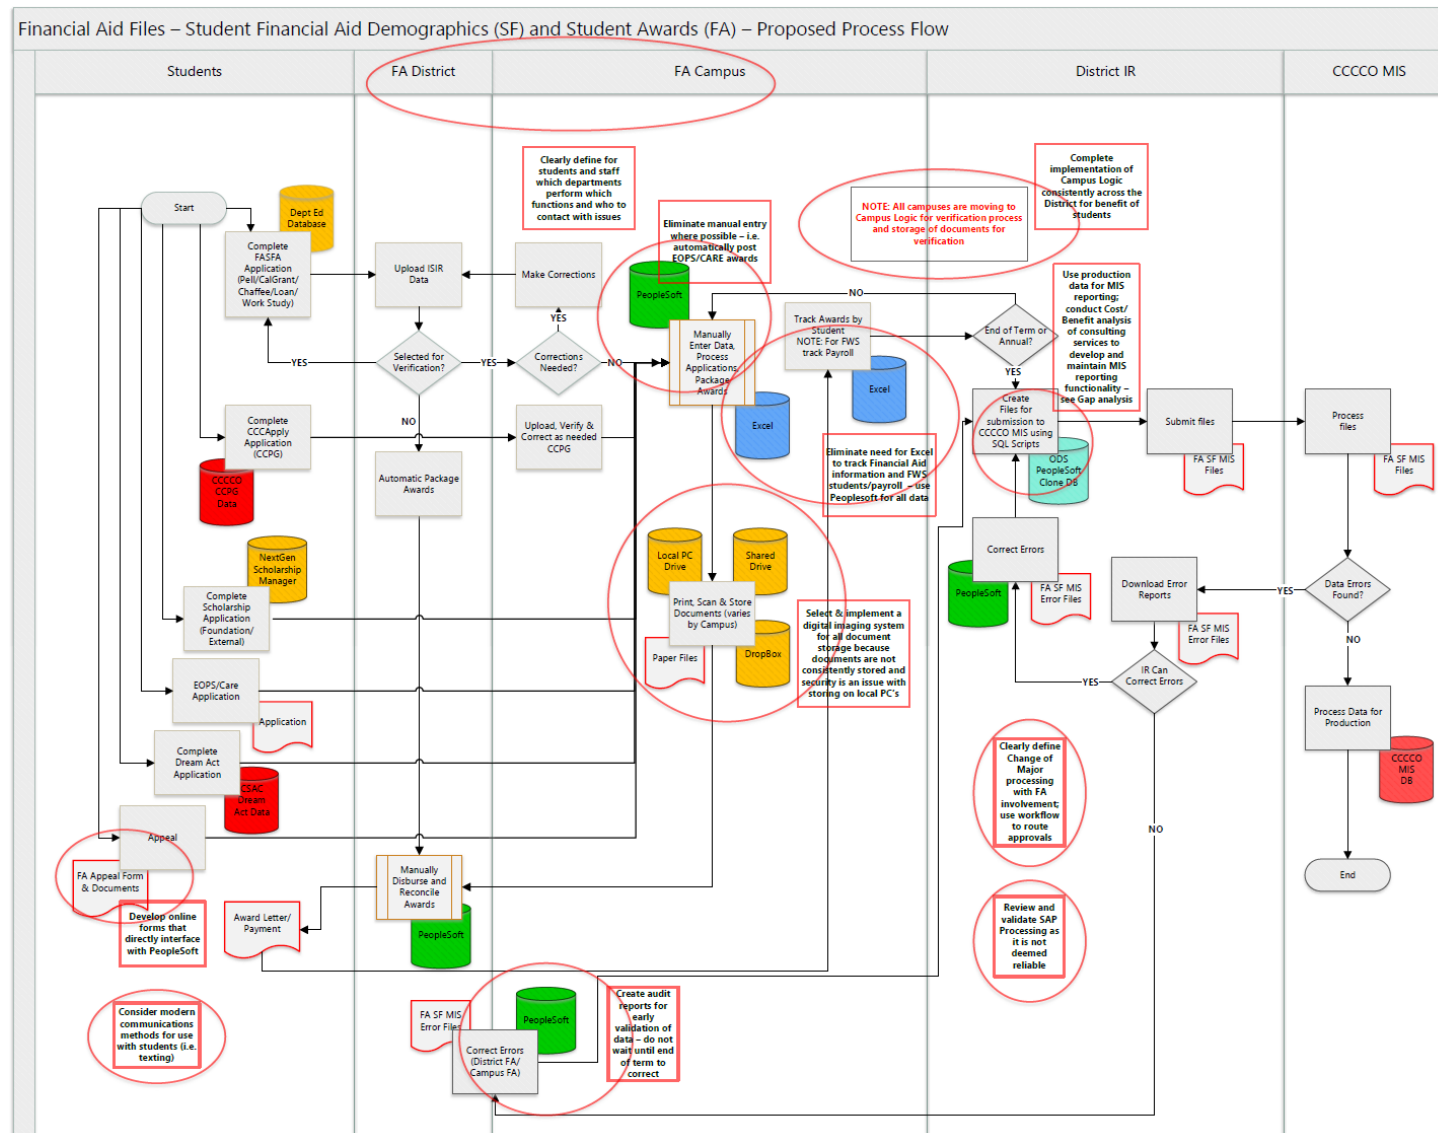 Financial Aid Files – Student Financial Aid Demographics (SF) and Student Awards (FA) – Proposed Process Flow
Students
FA District
FA Campus
District IR
CCCCO MIS
Clearly define for
students and staff
which departments
perform which
functions and who to
contact with issues
Complete
implementation of
Campus Logic
consistently across the
District for benefit of
students
NOTE: All campuses are moving to
Campus Logic for verification process
and storage of documents for
verification
Eliminate manual entry
where possible – i.e.
automatically post
EOPS/CARE awards
Start
Dept Ed
Database
Complete
FASFA
Application
(Pell/CalGrant/
Chaffee/Loan/
Work Study)
Upload ISIR
Data
Make Corrections
PeopleSoft
Use production
data for MIS
reporting;
conduct Cost/
Benefit analysis
of consulting
services to
develop and
maintain MIS
reporting
functionality –
see Gap analysis
NO
YES
Manually
Enter Data,
Process
Applications,
Package
Awards
Track Awards by
Student
NOTE: For FWS
track Payroll
End of Term or
Annual?
YES
Selected for
Verification?
YES
Corrections
Needed?
NO
YES
Excel
Excel
Create
Files for
submission to
CCCCO MIS using
SQL Scripts
Submit files
Process
files
NO
Complete
CCCApply
Application
(CCPG)
Upload, Verify &
Correct as needed
CCPG
Eliminate need for Excel
to track Financial Aid
information and FWS
students/payroll – use
Peoplesoft for all data
ODS
PeopleSoft
Clone DB
FA SF MIS
Files
FA SF MIS
Files
CCCCO
CCPG
Data
Automatic Package
Awards
NextGen
Scholarship
Manager
Local PC
Drive
Shared
Drive
Correct Errors
PeopleSoft
FA SF MIS
Error Files
Download Error
Reports
YES
Data Errors
Found?
Complete
Scholarship
Application
(Foundation/
External)
Print, Scan & Store
Documents (varies
by Campus)
Select & implement a
digital imaging system
for all document
storage because
documents are not
consistently stored and
security is an issue with
storing on local PC's
FA SF MIS
Error Files
NO
Paper Files
DropBox
YES
IR Can
Correct Errors
EOPS/Care
Application
Application
Process Data for
Production
Complete
Dream Act
Application
CSAC
Dream
Act Data
Clearly define
Change of
Major
processing
with FA
involvement;
use workflow
to route
approvals
CCCCO
MIS
DB
NO
Appeal
FA Appeal Form
& Documents
Manually
Disburse and
Reconcile
Awards
End
Develop online
forms that
directly interface
with PeopleSoft
Award Letter/
Payment
PeopleSoft
Review and
validate SAP
Processing as
it is not
deemed
reliable
Consider modern
communications
methods for use
with students (i.e.
texting)
FA SF MIS
Error Files
PeopleSoft
Correct Errors
(District FA/
Campus FA)
Create audit
reports for
early
validation of
data – do not
wait until end
of term to
correct